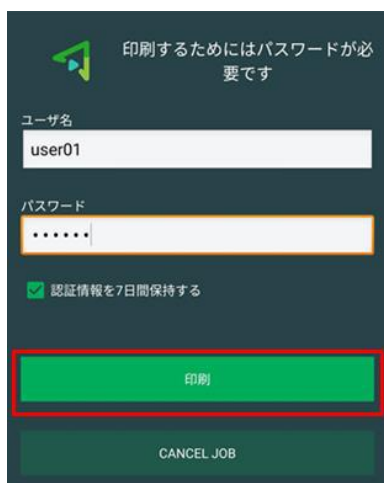 印刷するためにはパスワードが必
要です
ユーザ名
user01
パスワード
••••••
認証情報を7日間保持する
印刷
CANCEL JOB